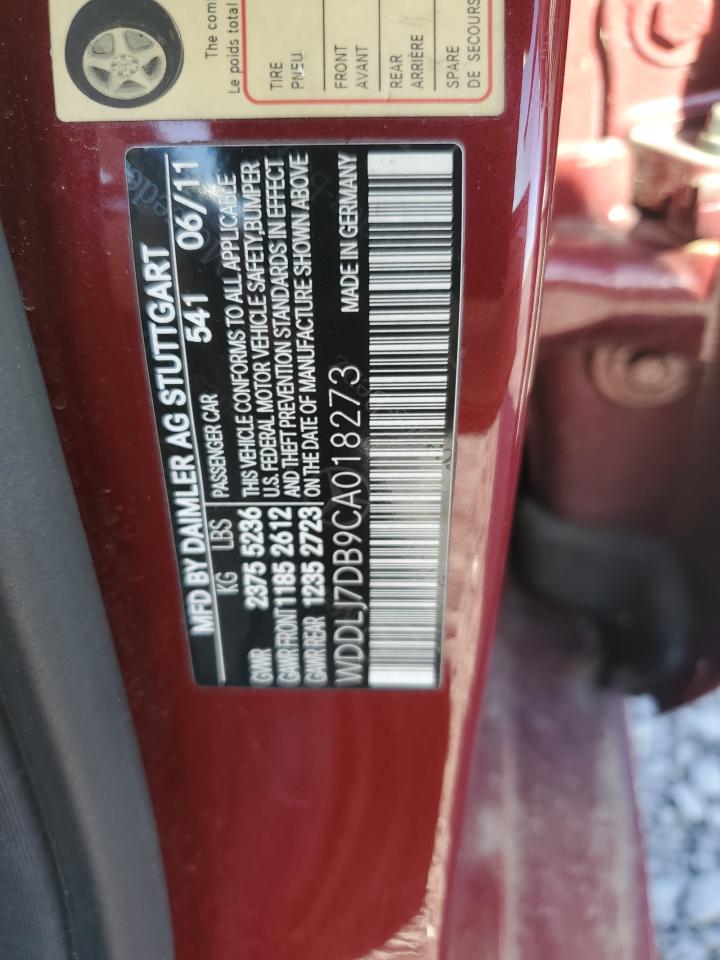 The com
Le poids total
TIRE
PNEU
FRONT
AVANT
REAR
ARRIÈRE
SPARE
DE SECOURS
MFD BY DAIMLER AG STUTTGART
541 06/11
KG LBS PASSENGER CAR
GVWR 2375 5236 THIS VEHICLE CONFORMS TO ALL APPLICABLE
U.S. FEDERAL MOTOR VEHICLE SAFETY,BUMPER
GAWR FRONT 1185 2612 AND THEFT PREVENTION STANDARDS IN EFFECT
GAWR REAR 1235 2723 ON THE DATE OF MANUFACTURE SHOWN ABOVE
WDDLJ7DB9CA018273 MADE IN GERMANY